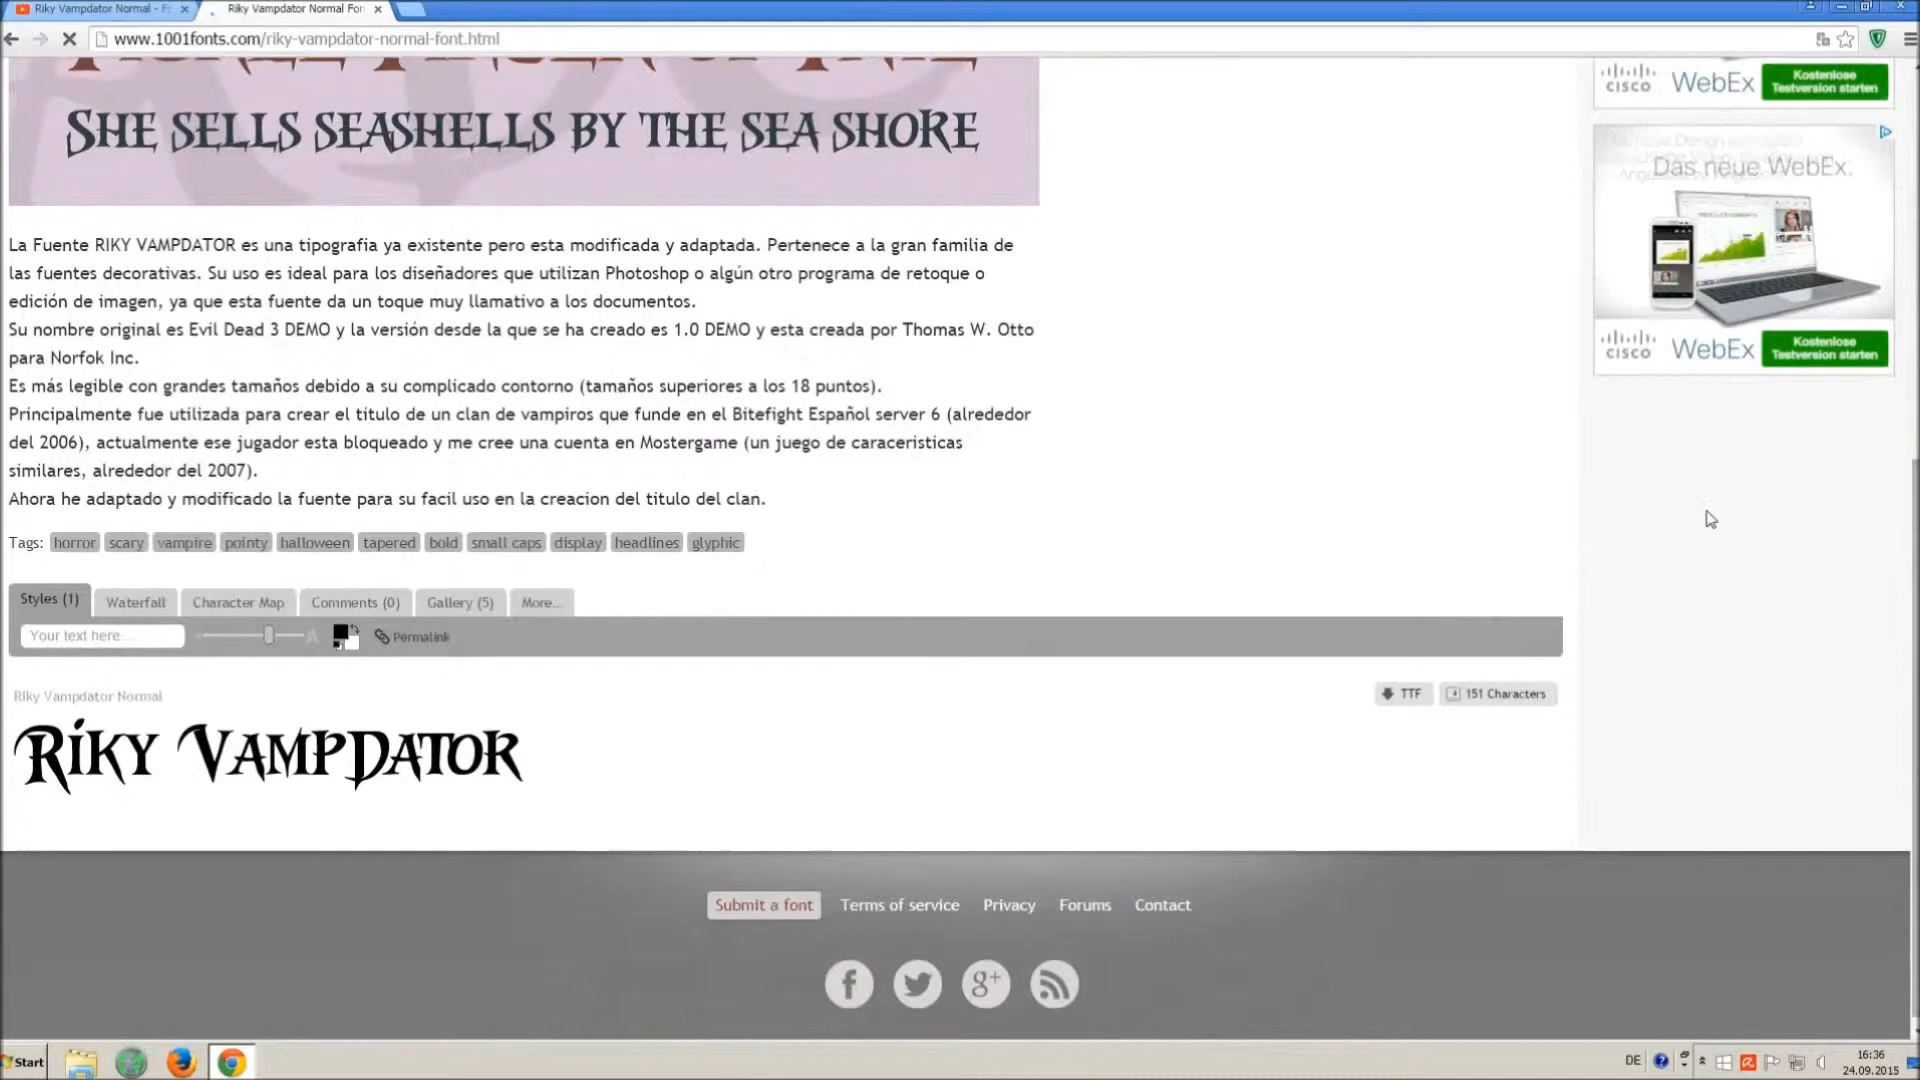 Riky Vampdator Normal - F
Riky Vampdator Normal Fon
www.1001fonts.com/riky-vampdator-normal-font.html
She sells seashells by the sea shore
La Fuente RIKY VAMPDATOR es una tipografia ya existente pero esta modificada y adaptada. Pertenece a la gran familia de
las fuentes decorativas. Su uso es ideal para los diseñadores que utilizan Photoshop o algún otro programa de retoque o
edición de imagen, ya que esta fuente da un toque muy llamativo a los documentos.
Su nombre original es Evil Dead 3 DEMO y la versión desde la que se ha creado es 1.0 DEMO y esta creada por Thomas W. Otto
para Norfok Inc.
Es más legible con grandes tamaños debido a su complicado contorno (tamaños superiores a los 18 puntos).
Principalmente fue utilizada para crear el titulo de un clan de vampiros que funde en el Bitefight Español server 6 (alrededor
del 2006), actualmente ese jugador esta bloqueado y me cree una cuenta en Mostergame (un juego de caraceristicas
similares, alrededor del 2007).
Ahora he adaptado y modificado la fuente para su facil uso en la creacion del titulo del clan.
Tags: horror scary vampire pointy halloween tapered bold small caps display headlines glyphic
Styles (1) Waterfall Character Map Comments (0) Gallery (5) More...
Your text here... A Permalink
Riky Vampdator Normal
TTF 151 Characters
Riky VampDator
CISCO WebEx
Kostenlose
Testversion starten
Das neue WebEx.
CISCO WebEx
Kostenlose
Testversion starten
Submit a font Terms of service Privacy Forums Contact
Start
DE
16:36
24.09.2015